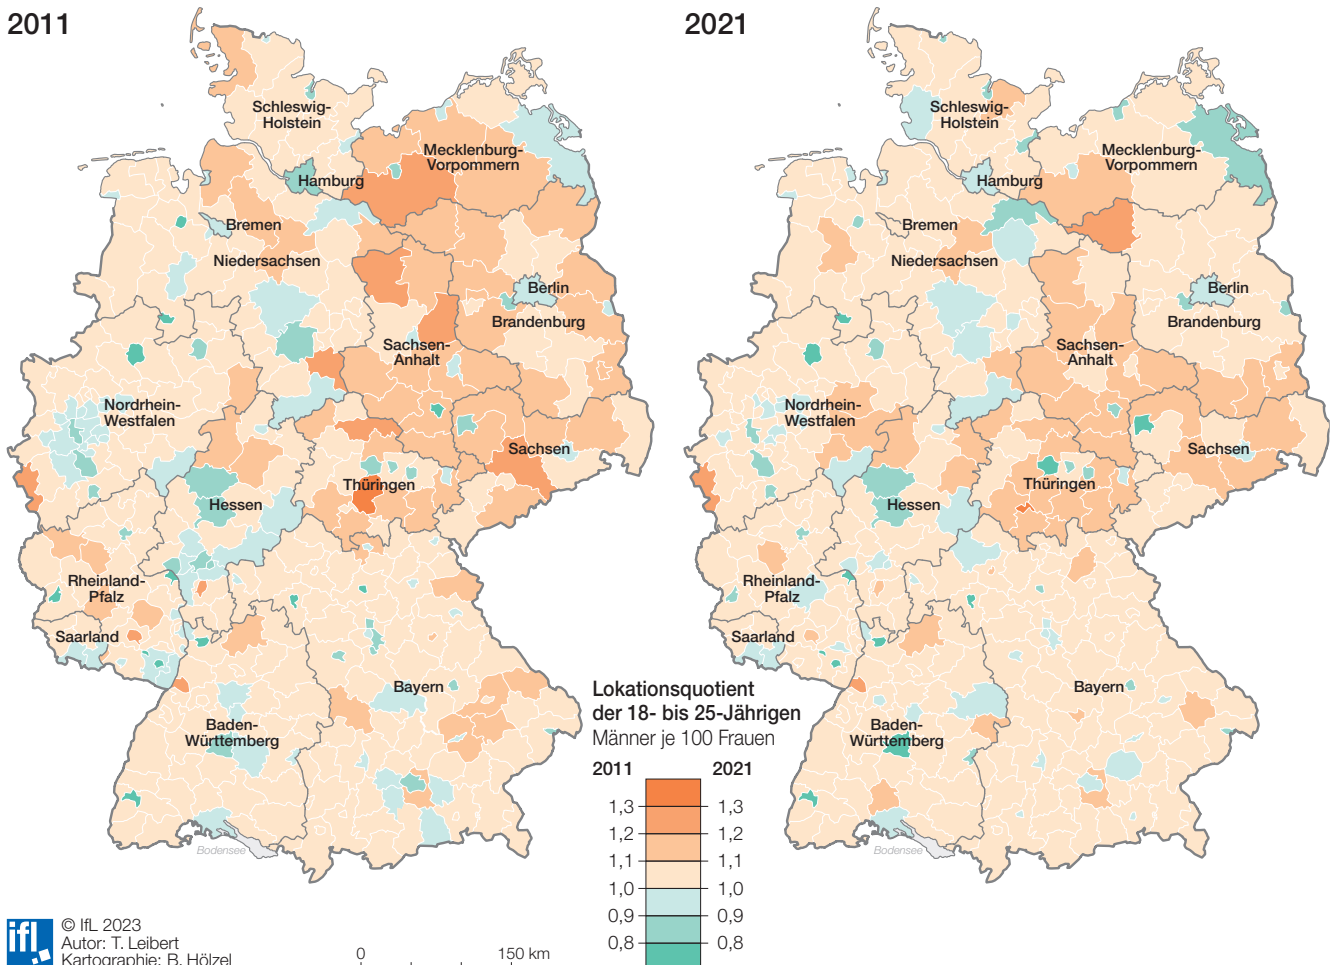 2011
2021
Schleswig-
Holstein
Mecklenburg-
Vorpommern
Hamburg
Bremen
Niedersachsen
Berlin
Brandenburg
Sachsen-
Anhalt
Nordrhein-
Westfalen
Sachsen
Thüringen
Hessen
Rheinland-
Pfalz
Saarland
Bayern
Baden-
Württemberg
Bodensee
Schleswig-
Holstein
Mecklenburg-
Vorpommern
Hamburg
Bremen
Niedersachsen
Berlin
Brandenburg
Sachsen-
Anhalt
Nordrhein-
Westfalen
Sachsen
Thüringen
Hessen
Rheinland-
Pfalz
Saarland
Bayern
Baden-
Württemberg
Bodensee
Lokationsquotient
der 18- bis 25-Jährigen
Männer je 100 Frauen
2011 2021
1,3 1,3
1,2 1,2
1,1 1,1
1,0 1,0
0,9 0,9
0,8 0,8
ifl
© IfL 2023
Autor: T. Leibert
Kartographie: B. Hölzel
0 150 km